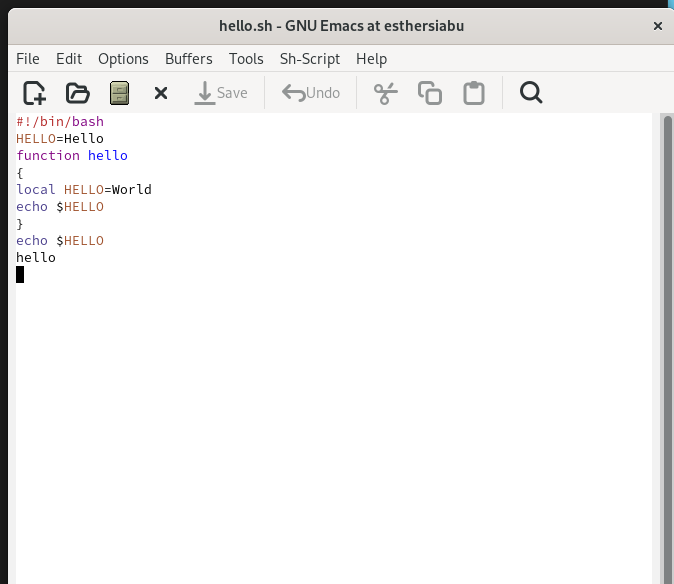 hello.sh - GNU Emacs at esthersiabu
File Edit Options Buffers Tools Sh-Script Help
Save Undo
#!/bin/bash
HELLO=Hello
function hello
{
local HELLO=World
echo $HELLO
}
echo $HELLO
hello